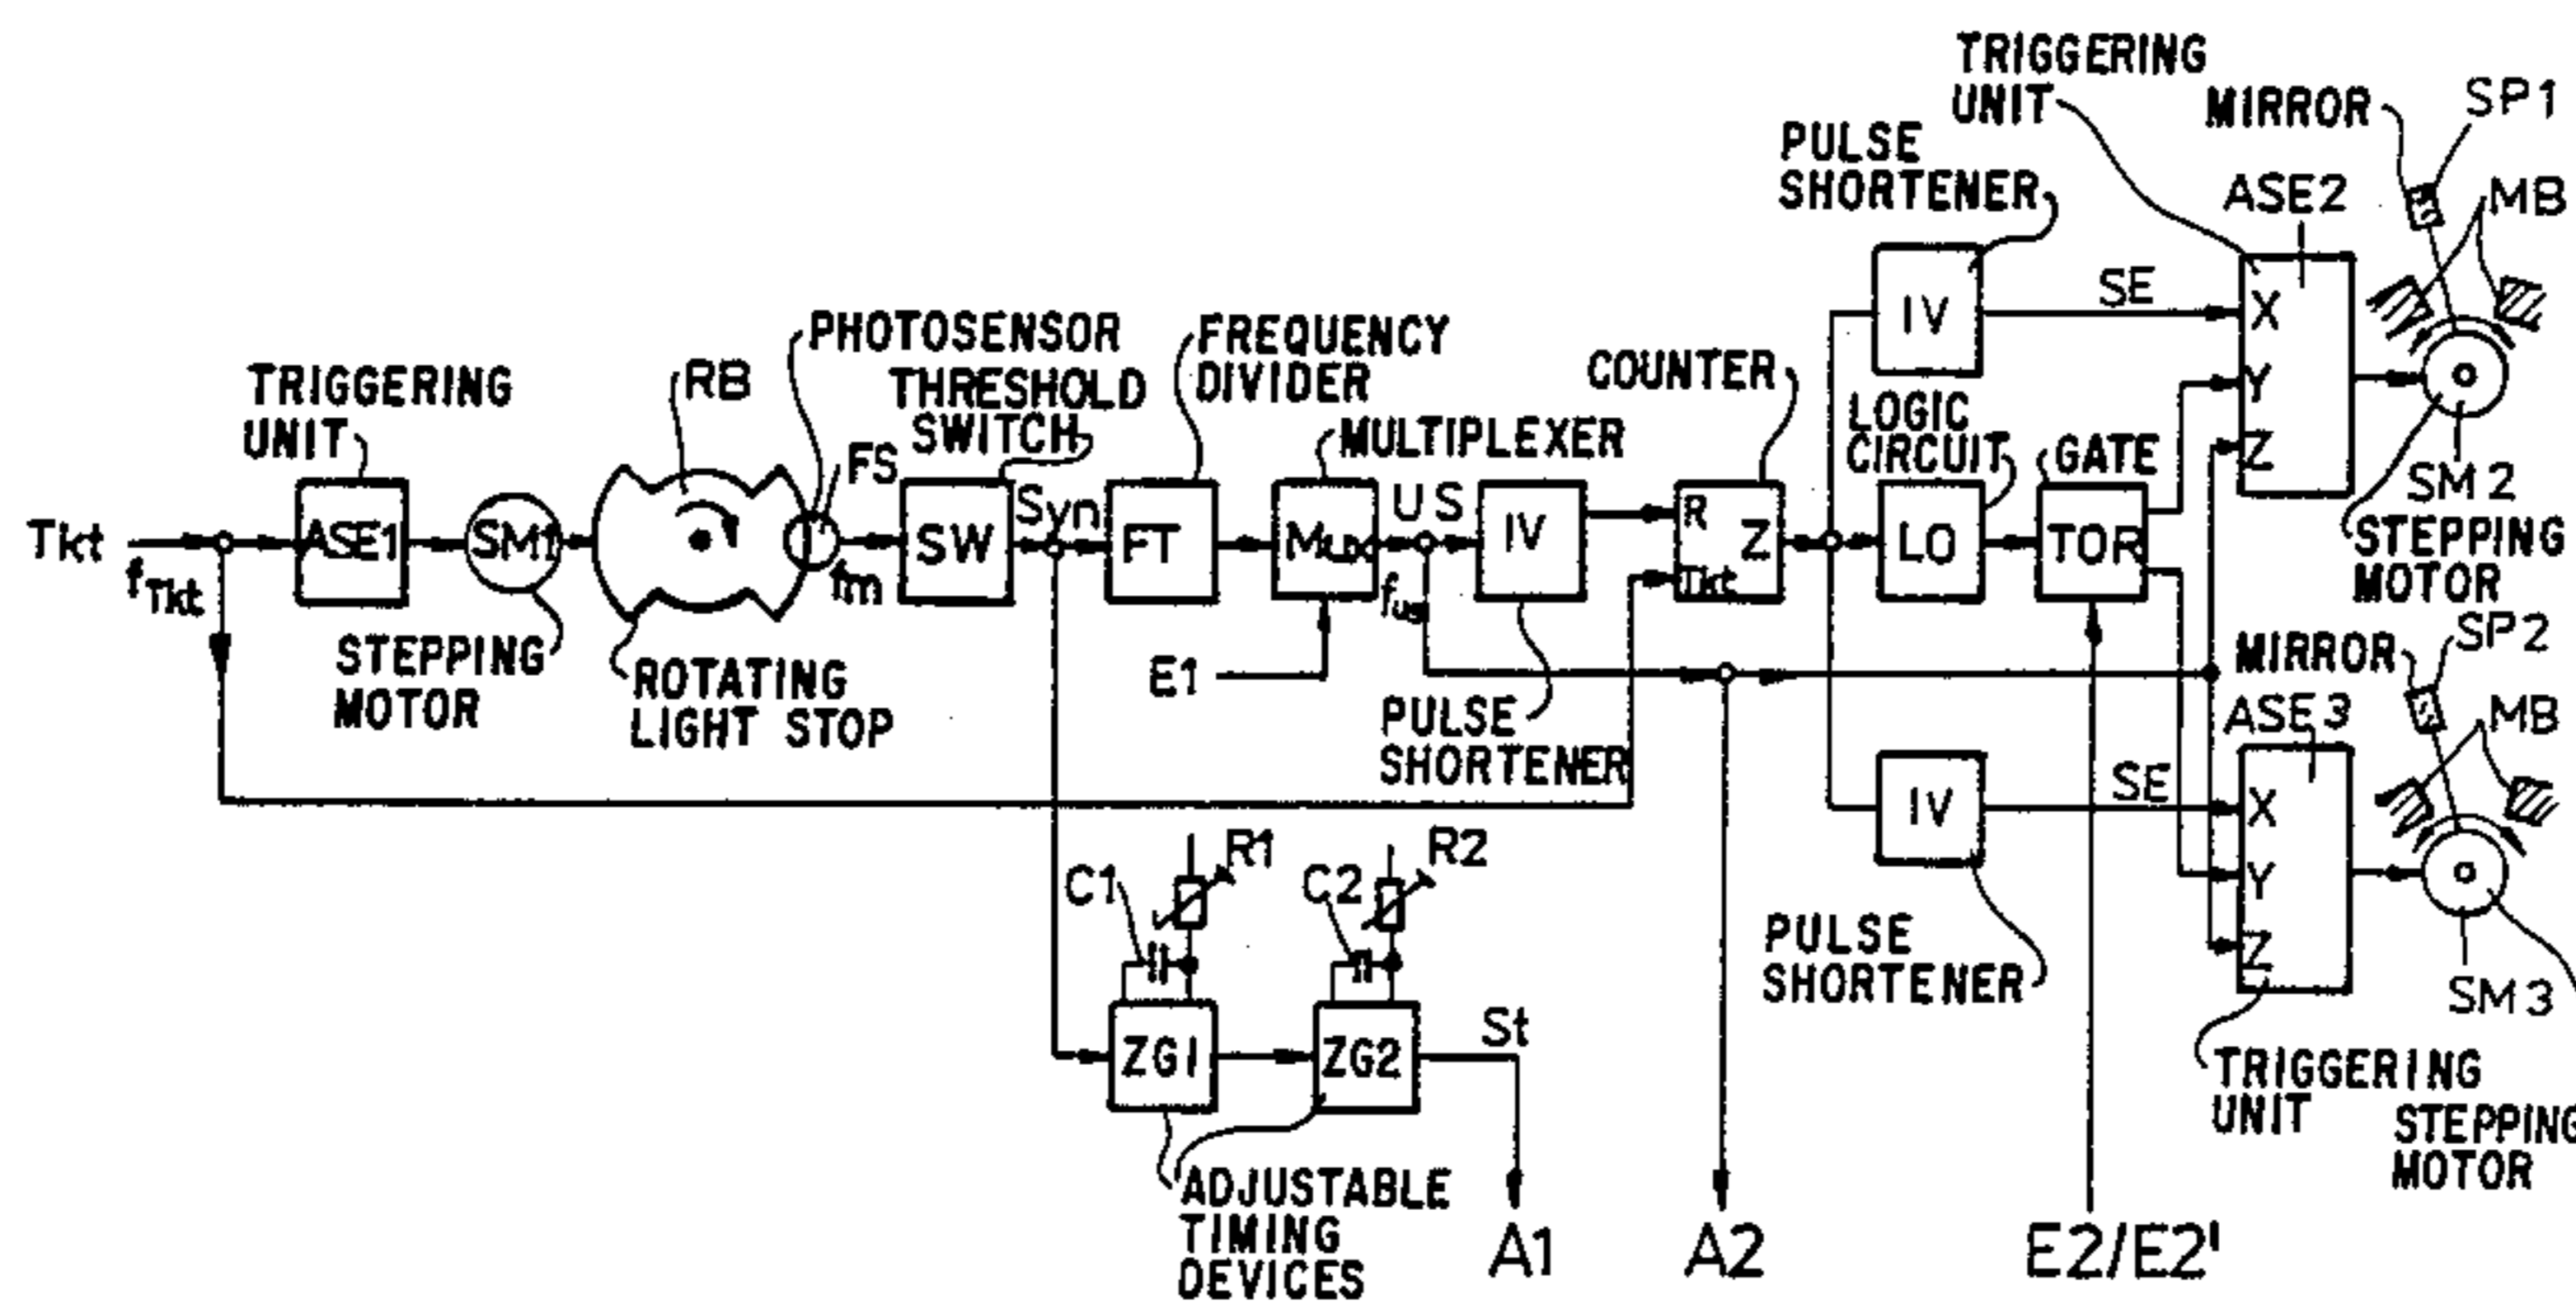 TRIGGERING
UNIT
MIRROR
SP1
PULSE
SHORTENER
ASE2
MB
IV
SE
X
Y
Z
PHOTOSENSOR
FREQUENCY
DIVIDER
THRESHOLD
SWITCH
COUNTER
TRIGGERING
UNIT
RB
FS
MULTIPLEXER
LOGIC
CIRCUIT
GATE
SM2
STEPPING
MOTOR
Tkt
fTkt
ASE1
SM1
fm
SW
Syn
FT
US
fus
IV
R
Z
Tkt
LO
TOR
STEPPING
MOTOR
ROTATING
LIGHT STOP
E1
PULSE
SHORTENER
MIRROR
SP2
ASE3
MB
IV
SE
X
Y
Z
C1
R1
C2
R2
PULSE
SHORTENER
SM3
ZG1
ZG2
St
TRIGGERING
UNIT
STEPPING
MOTOR
ADJUSTABLE
TIMING
DEVICES
A1
A2
E2/E2'